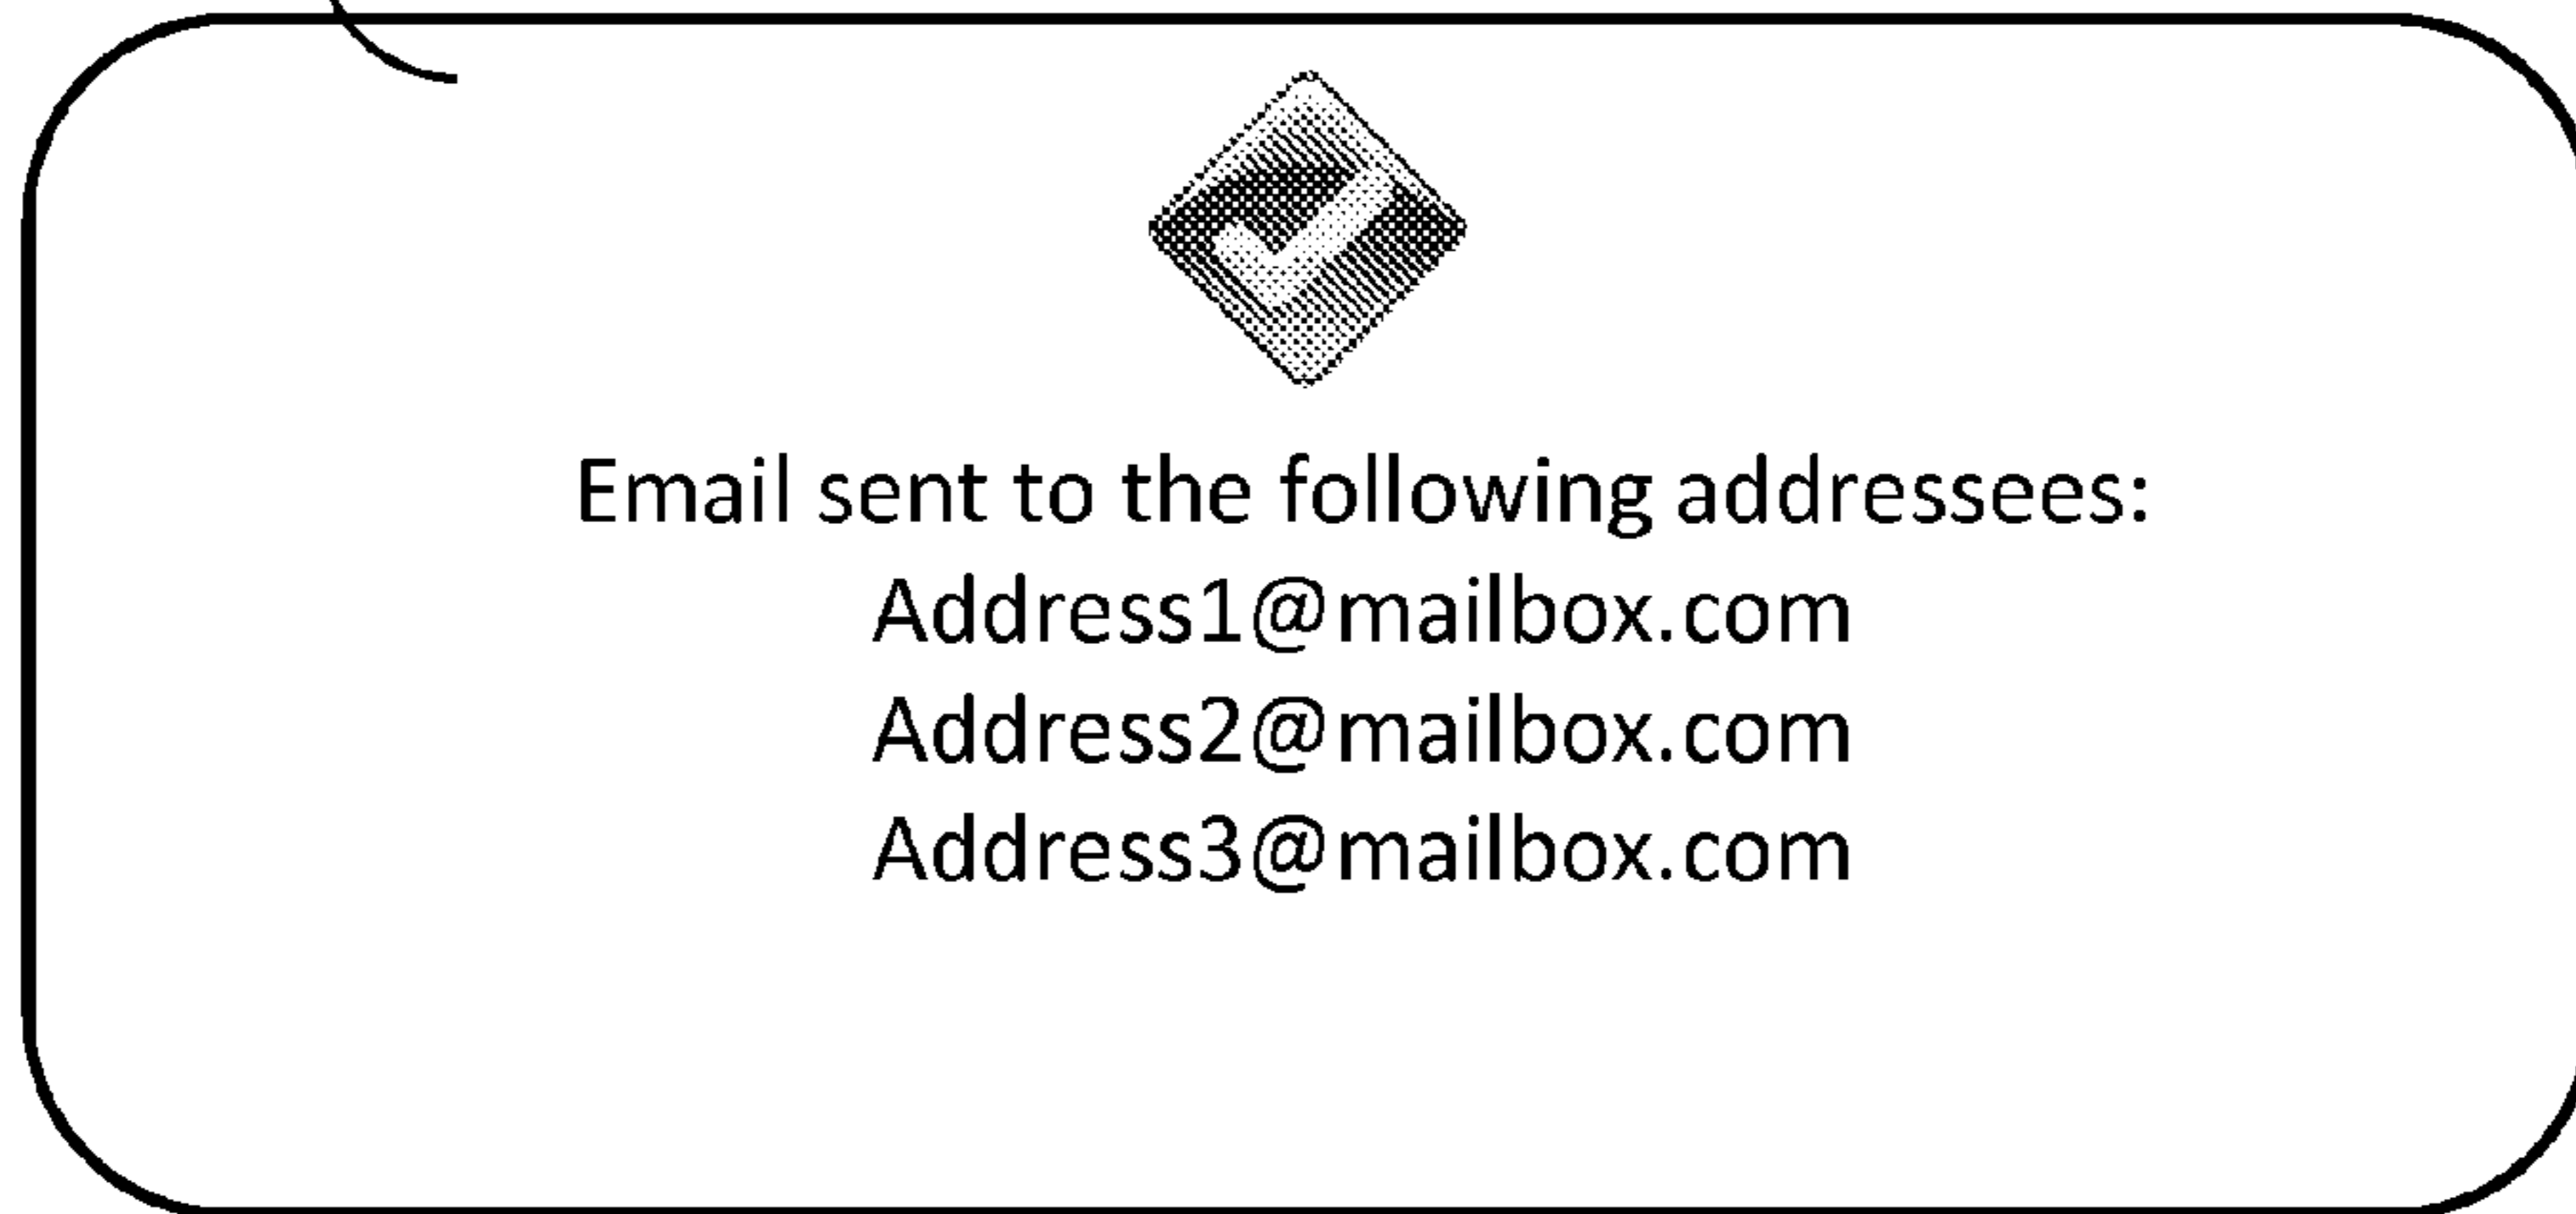 Email sent to the following addressees:
Address1@mailbox.com
Address2@mailbox.com
Address3@mailbox.com